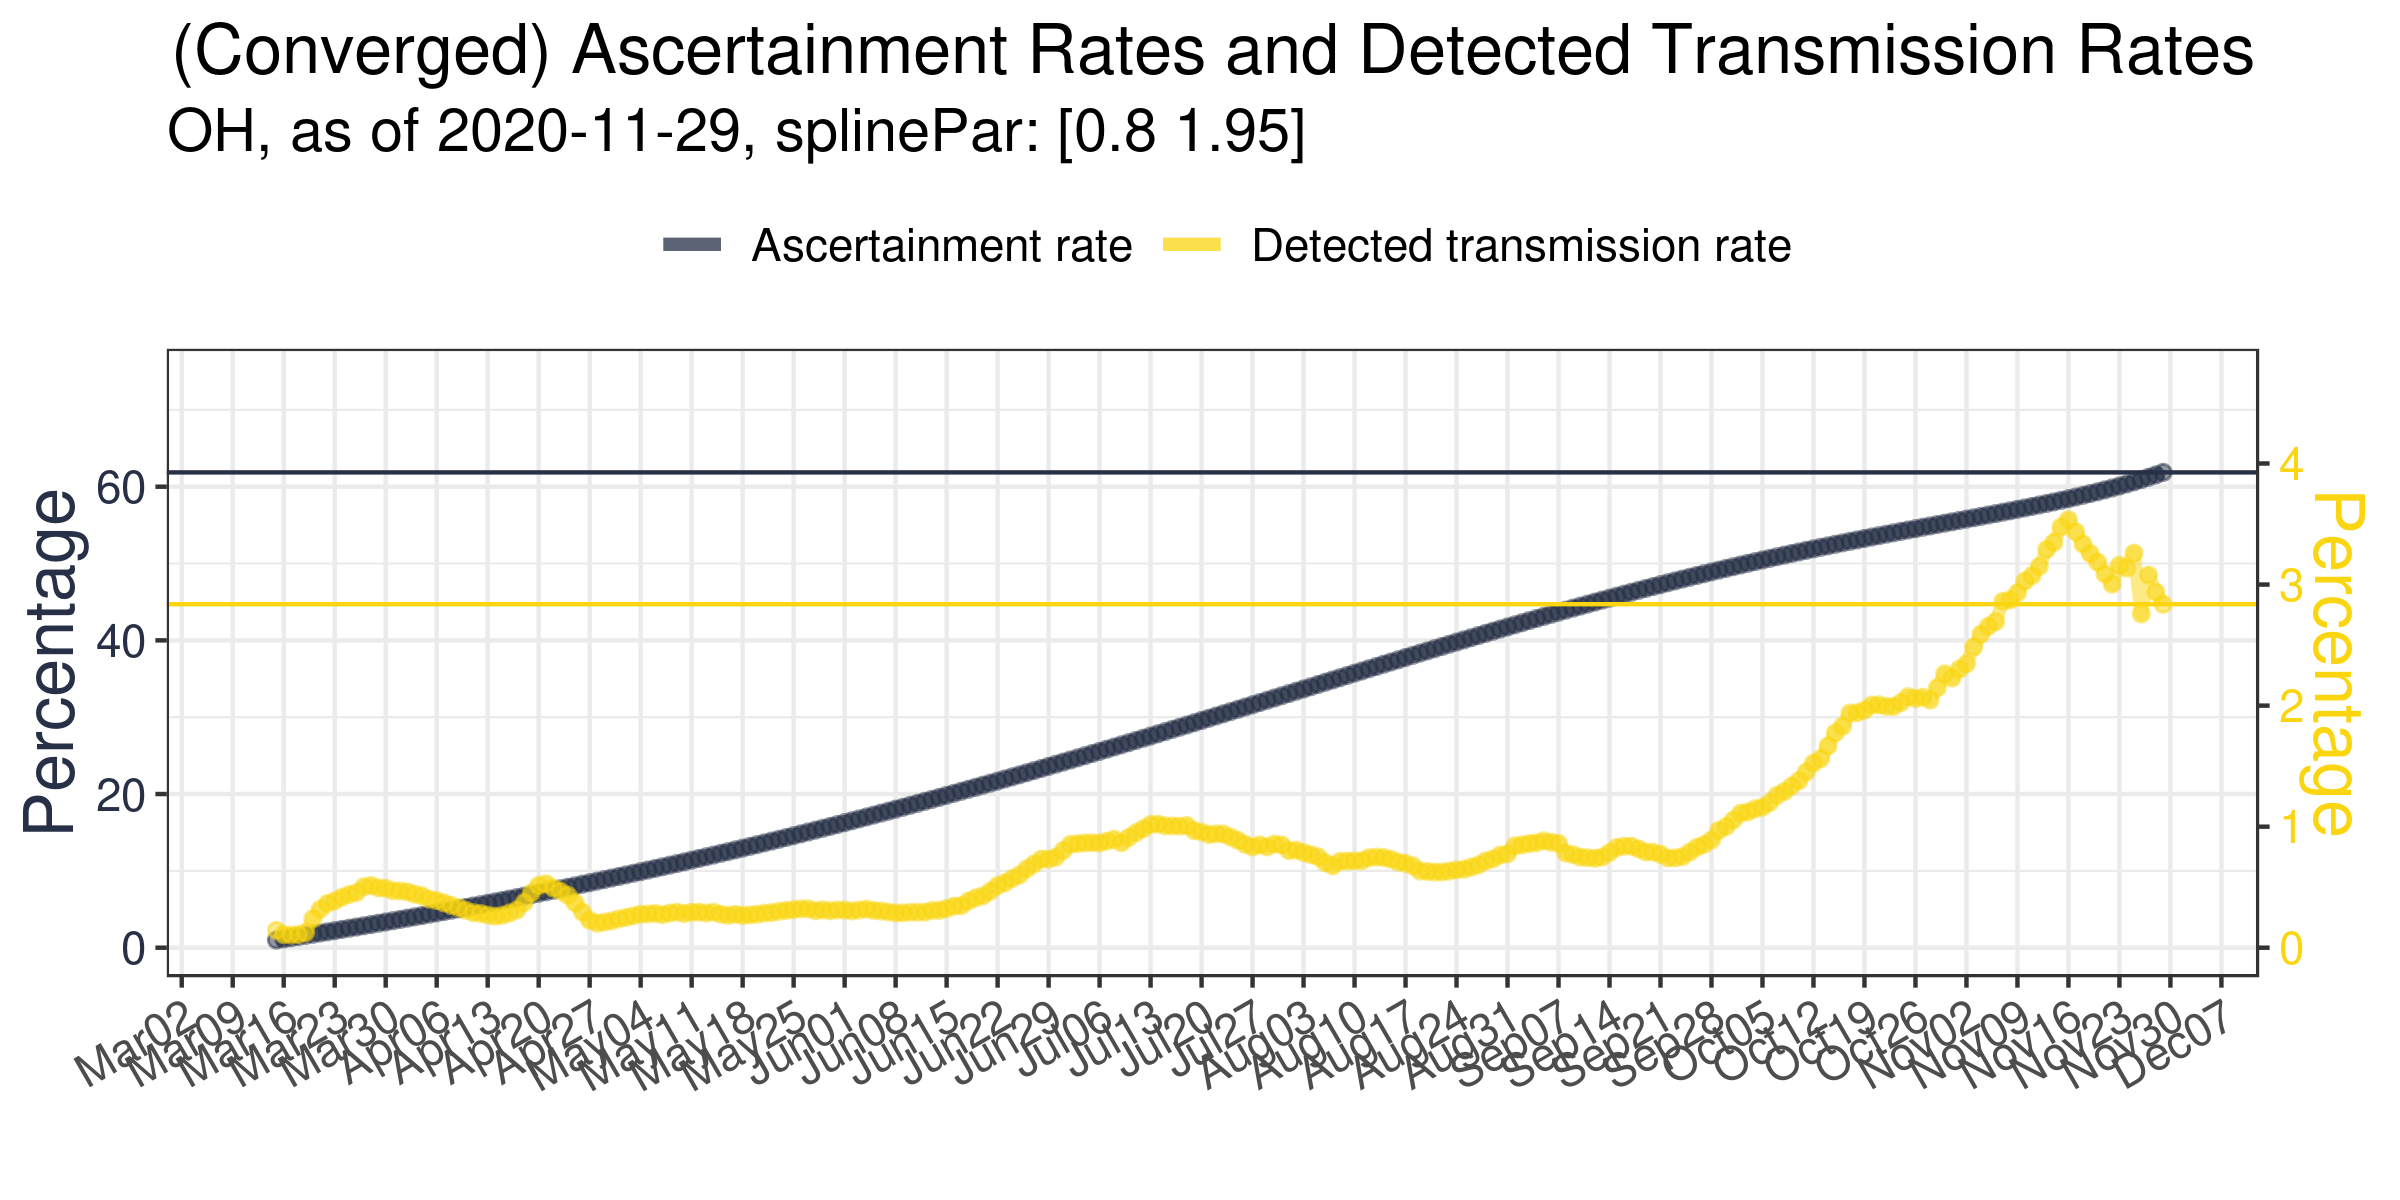 (Converged) Ascertainment Rates and Detected Transmission Rates
OH, as of 2020-11-29, splinePar: [0.8 1.95]
Ascertainment rate Detected transmission rate
Percentage
60
40
20
0
4
3
2
1
0
Percentage
Mar02
Mar09
Mar16
Mar23
Mar30
Apr06
Apr13
Apr20
Apr27
May04
May11
May18
May25
Jun01
Jun08
Jun15
Jun22
Jun29
Jul06
Jul13
Jul20
Jul27
Aug03
Aug10
Aug17
Aug24
Aug31
Sep07
Sep14
Sep21
Sep28
Oct05
Oct12
Oct19
Oct26
Nov02
Nov09
Nov16
Nov23
Nov30
Dec07